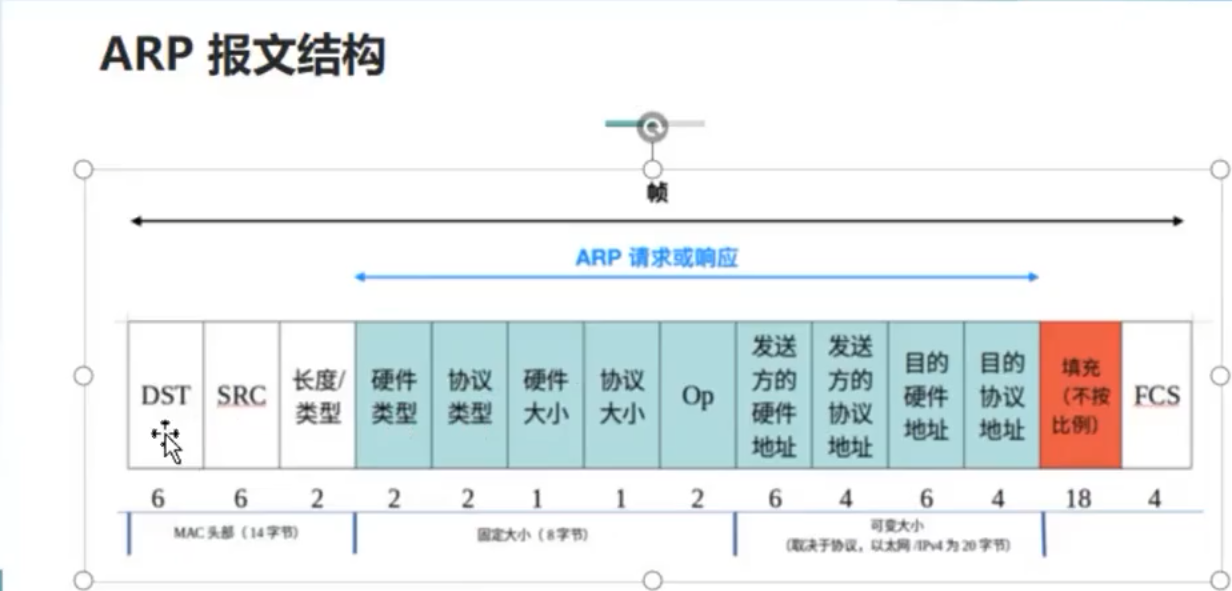 ARP 报文结构
帧
ARP 请求或响应
DST
SRC
长度/
类型
硬件
类型
协议
类型
硬件
大小
协议
大小
Op
发送
方的
硬件
地址
发送
方的
协议
地址
目的
硬件
地址
目的
协议
地址
填充
（不按
比例）
FCS
6 6 2 2 2 1 1 2 6 4 6 4 18 4
MAC 头部（14 字节）
固定大小（8 字节）
可变大小
（取决于协议，以太网 /IPv4 为 20 字节）